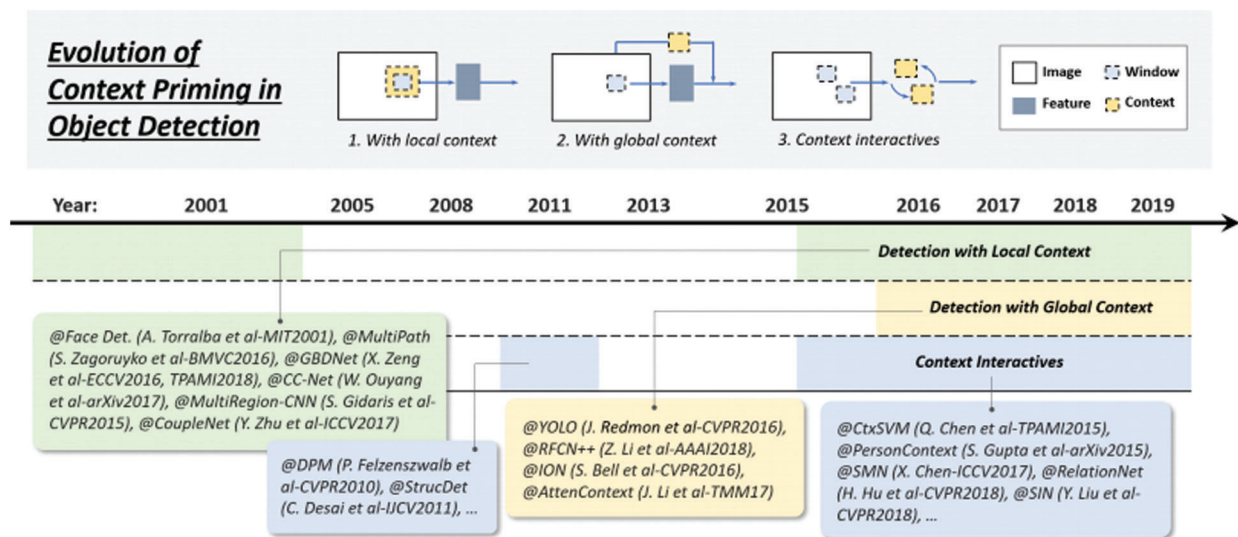 Evolution of
Context Priming in
Object Detection
1. With local context
2. With global context
3. Context interactives
Image
Window
Feature
Context
Year: 2001 2005 2008 2011 2013 2015 2016 2017 2018 2019
Detection with Local Context
Detection with Global Context
Context Interactives
@Face Det. (A. Torralba et al-MIT2001), @MultiPath
(S. Zagoruyko et al-BMVC2016), @GBDNet (X. Zeng
et al-ECCV2016, TPAMI2018), @CC-Net (W. Ouyang
et al-arXiv2017), @MultiRegion-CNN (S. Gidaris et al-
CVPR2015), @CoupleNet (Y. Zhu et al-ICCV2017)
@DPM (P. Felzenszwalb et
al-CVPR2010), @StrucDet
(C. Desai et al-IJCV2011), ...
@YOLO (J. Redmon et al-CVPR2016),
@RFCN++ (Z. Li et al-AAAI2018),
@ION (S. Bell et al-CVPR2016),
@AttenContext (J. Li et al-TMM17)
@CtxSVM (Q. Chen et al-TPAMI2015),
@PersonContext (S. Gupta et al-arXiv2015),
@SMN (X. Chen-ICCV2017), @RelationNet
(H. Hu et al-CVPR2018), @SIN (Y. Liu et al-
CVPR2018), ...